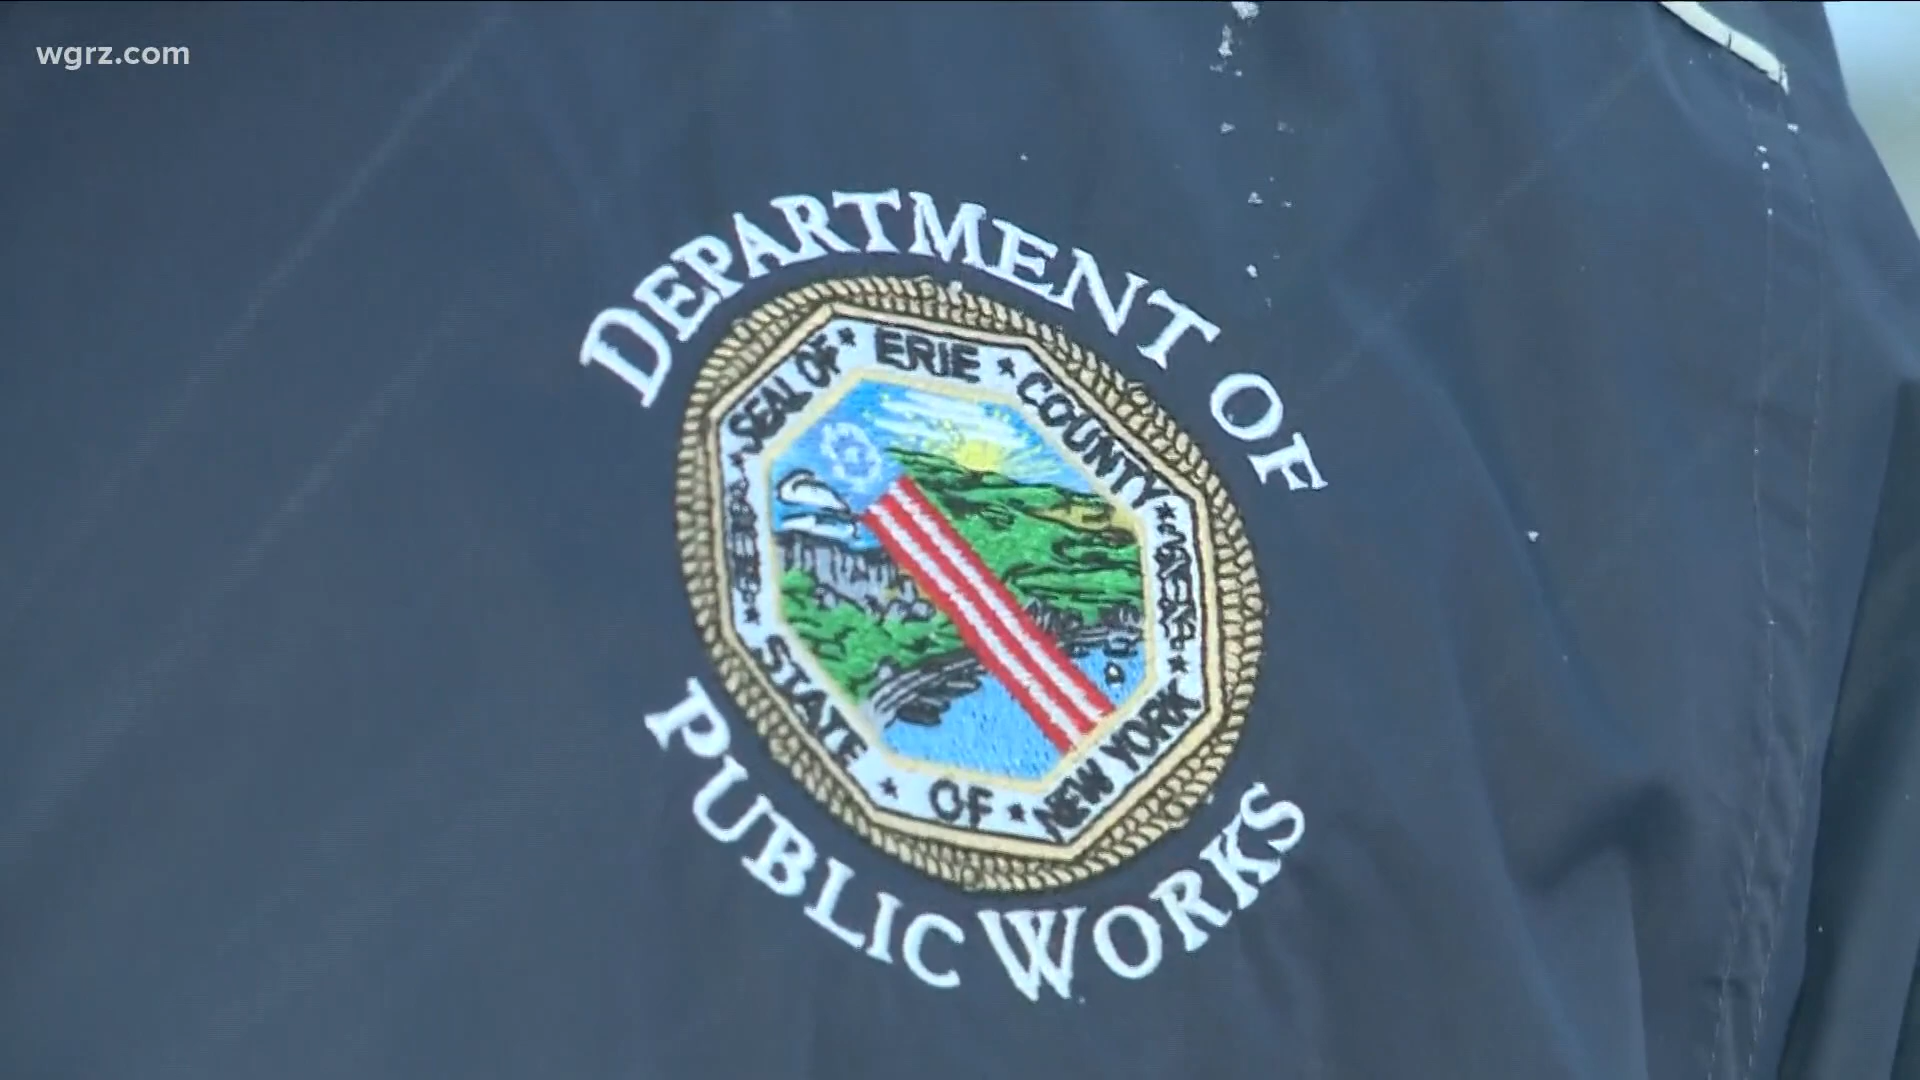 wgrz.com
DEPARTMENT OF
SEAL OF ★ ERIE ★ COUNTY
STATE ★ OF ★ NEW YORK
PUBLIC WORKS